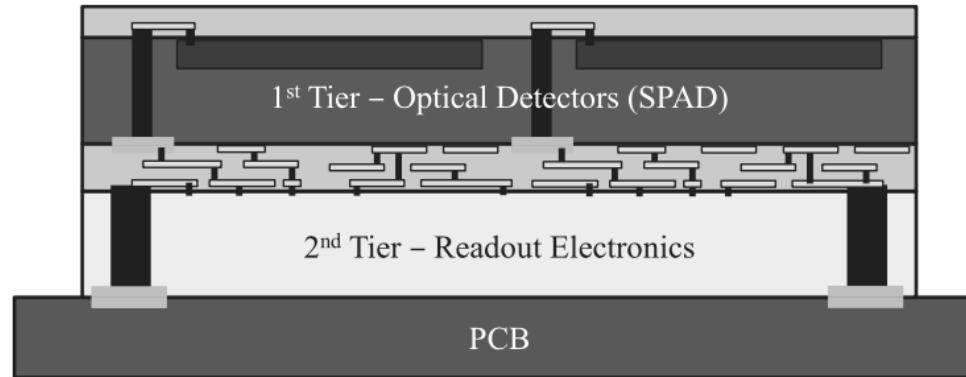 1st Tier – Optical Detectors (SPAD)
2nd Tier – Readout Electronics
PCB